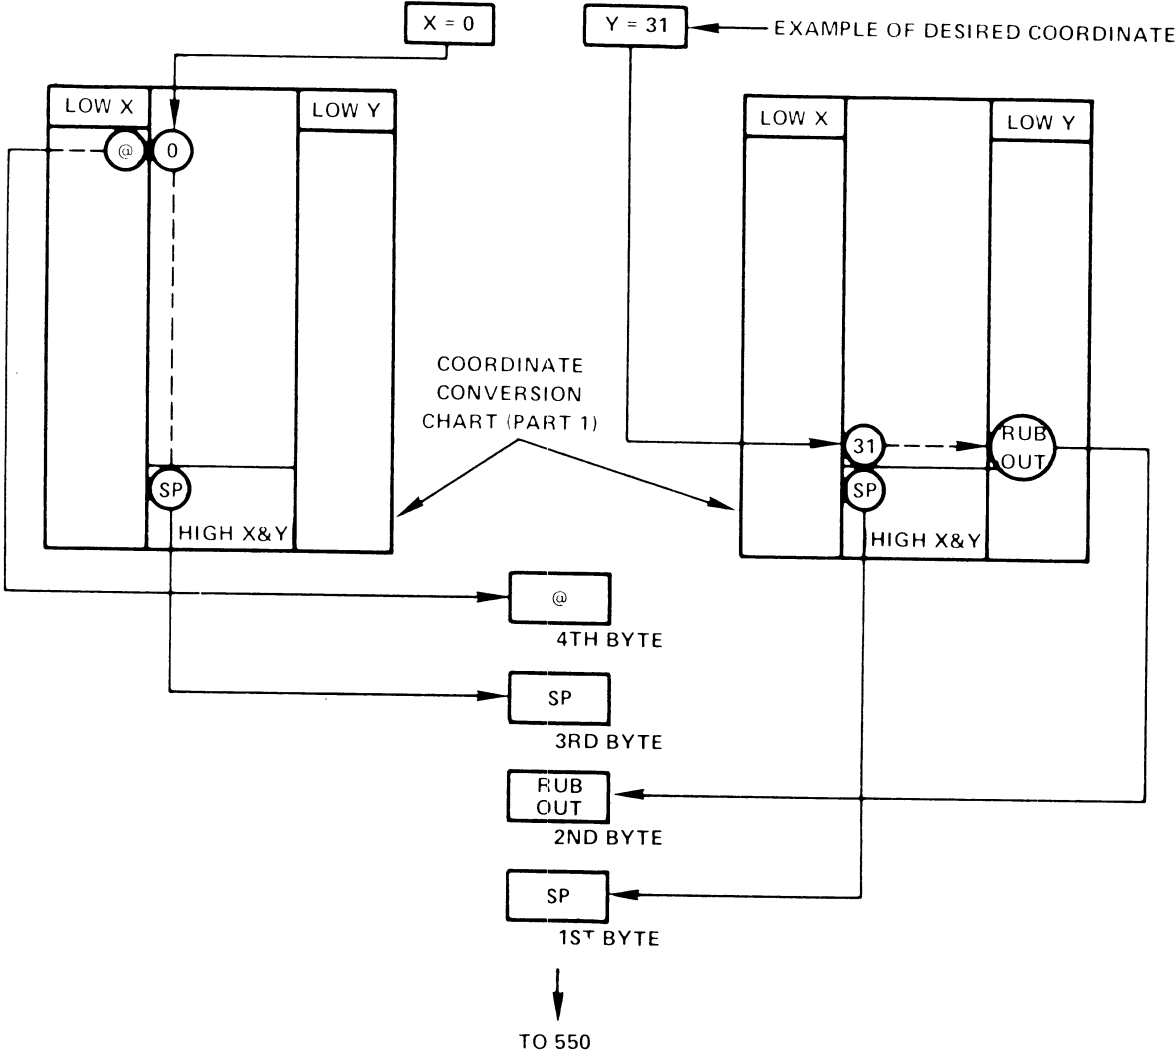 X = 0
Y = 31
EXAMPLE OF DESIRED COORDINATE
LOW X
LOW Y
@
0
SP
HIGH X&Y
COORDINATE
CONVERSION
CHART (PART 1)
LOW X
LOW Y
31
RUB
OUT
SP
HIGH X&Y
@
4TH BYTE
SP
3RD BYTE
RUB
OUT
2ND BYTE
SP
1ST BYTE
TO 550